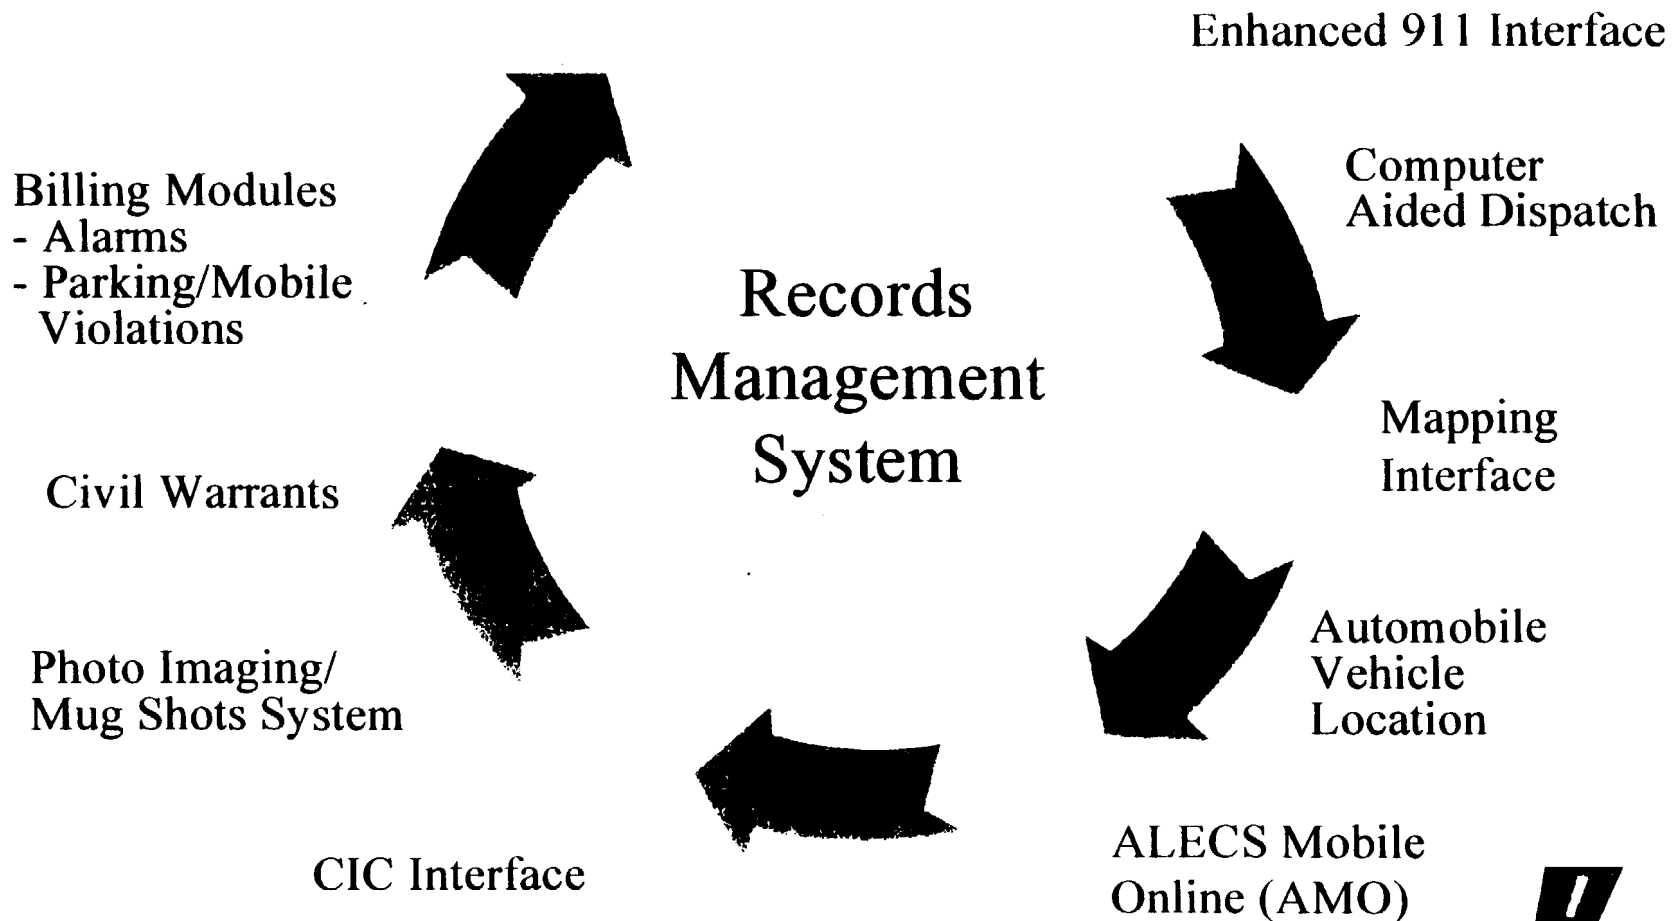 Enhanced 911 Interface
Computer
Aided Dispatch
Billing Modules
- Alarms
- Parking/Mobile
Violations
Records
Management
System
Mapping
Interface
Civil Warrants
Automobile
Vehicle
Location
Photo Imaging/
Mug Shots System
ALECS Mobile
Online (AMO)
CIC Interface